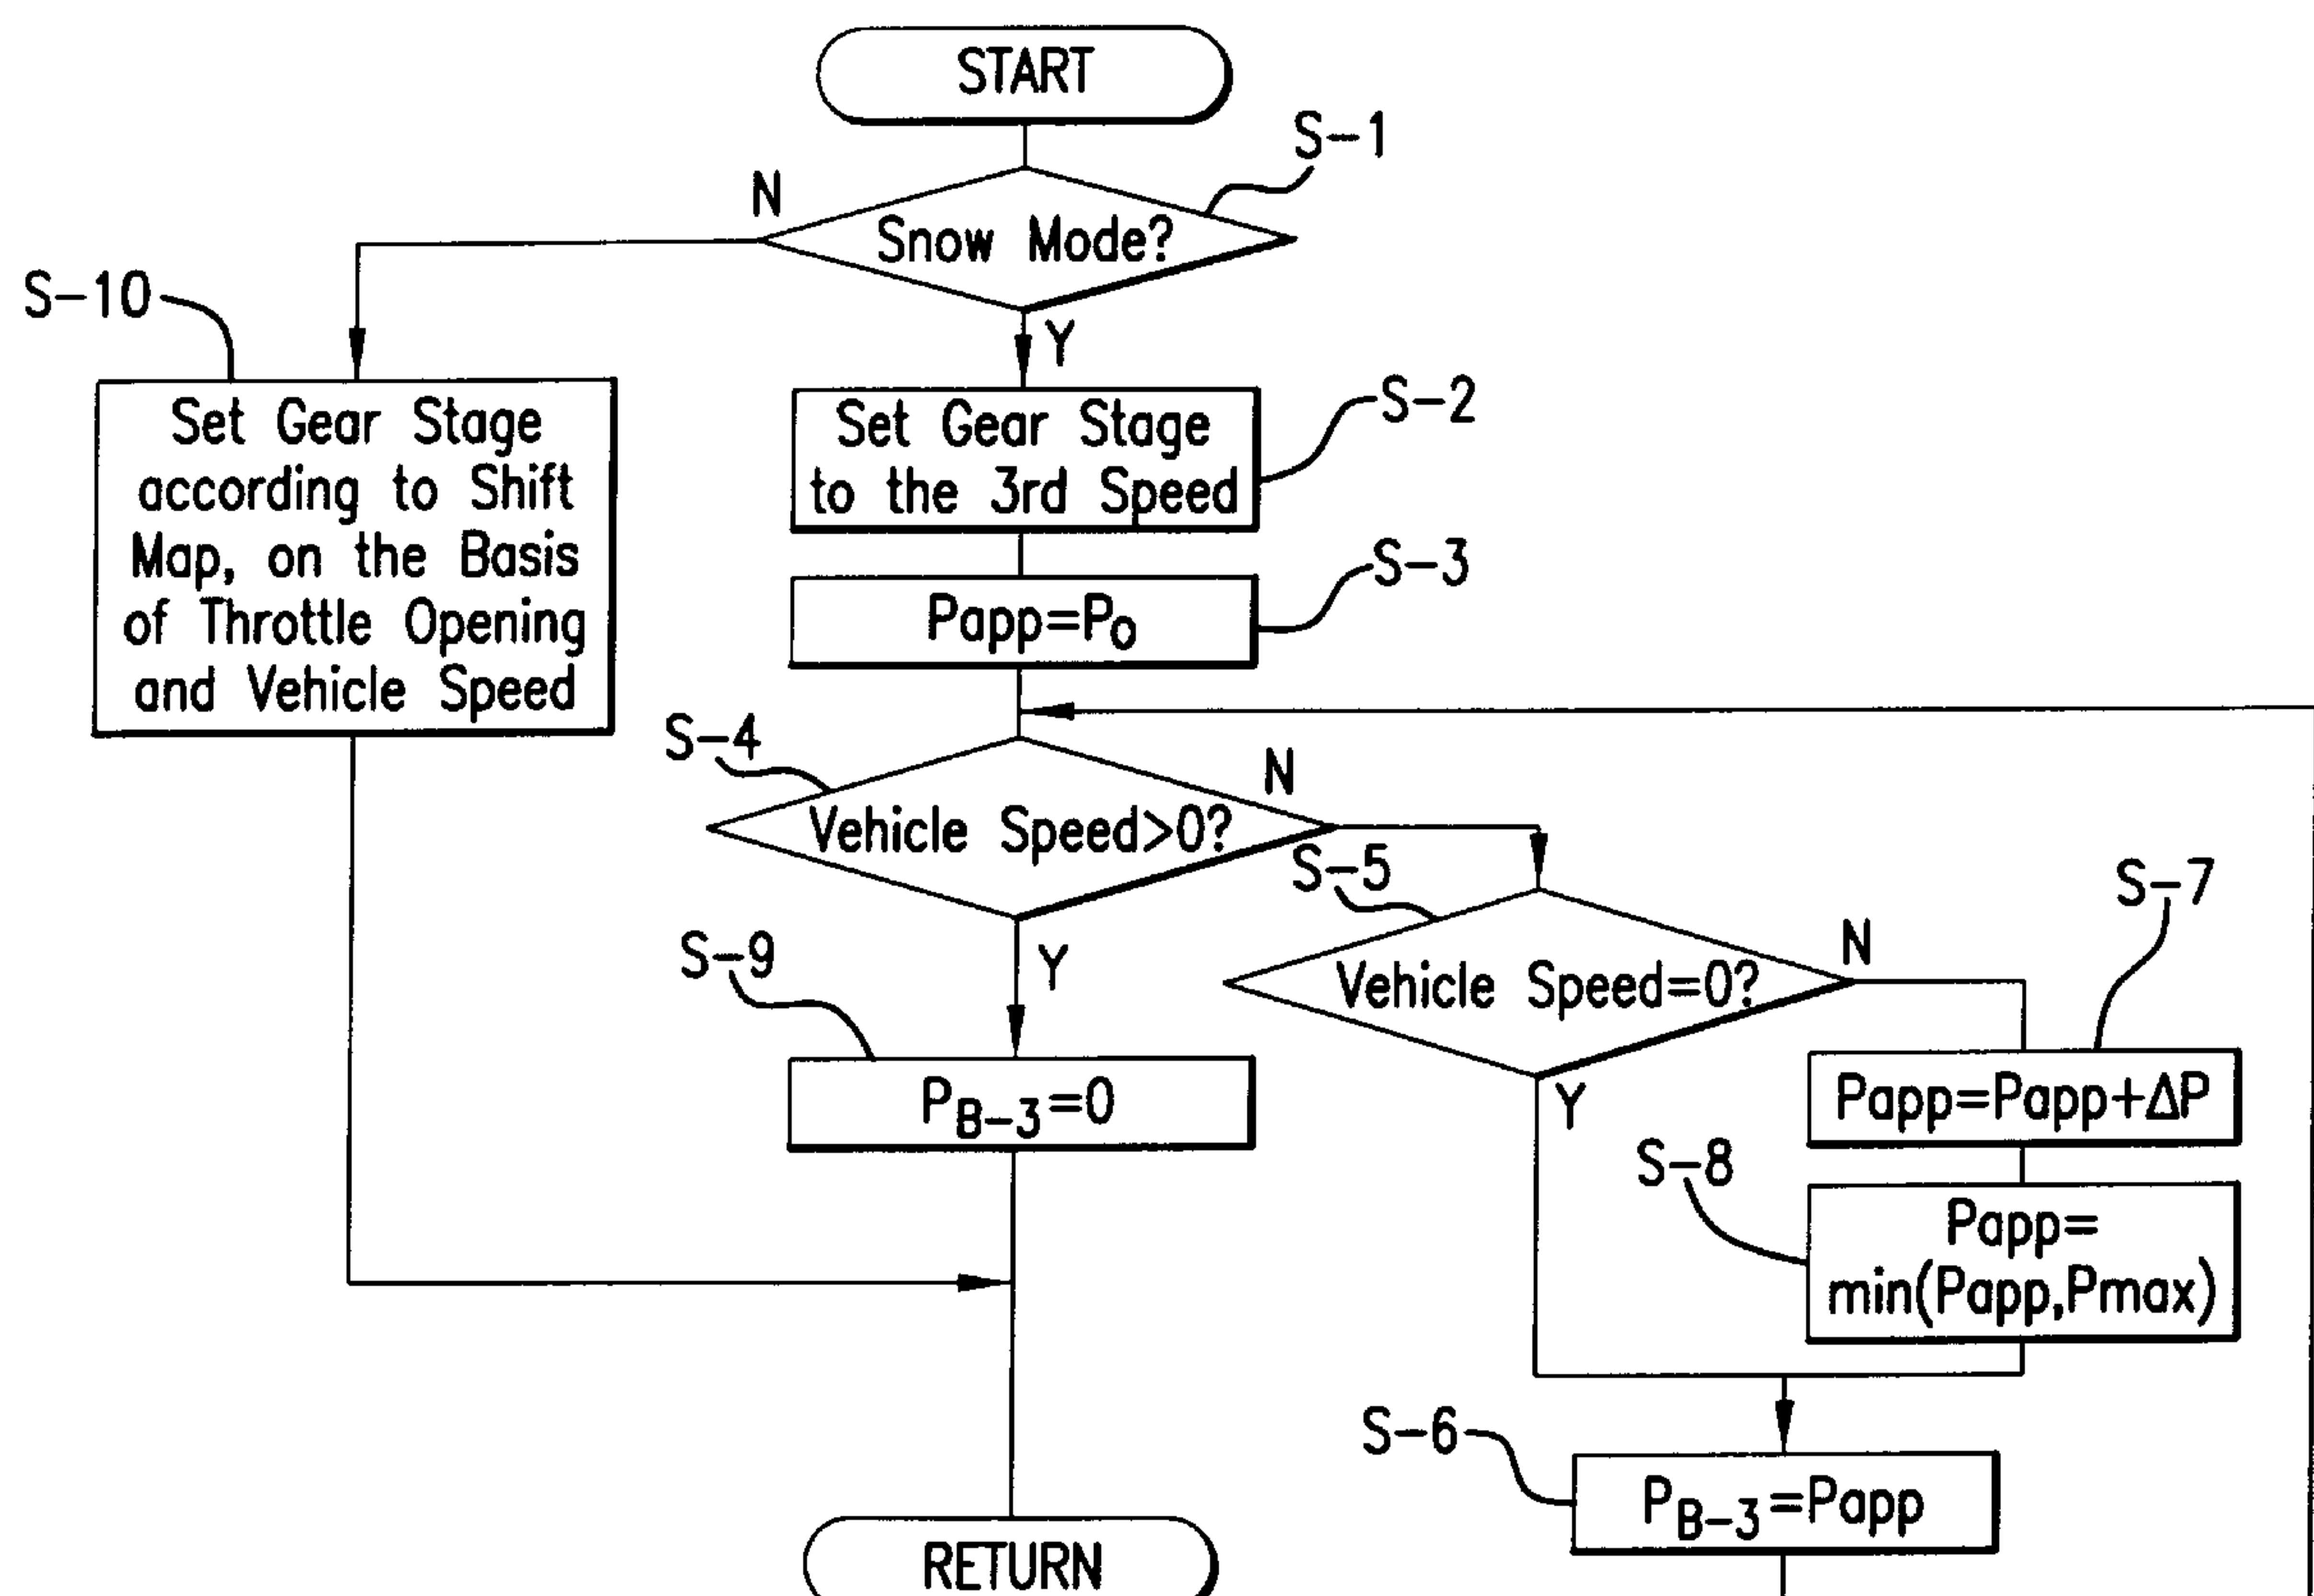 START
S-1
N
Snow Mode?
S-10
Y
Set Gear Stage
according to Shift
Map, on the Basis
of Throttle Opening
and Vehicle Speed
Set Gear Stage
to the 3rd Speed
S-2
S-3
Papp=P0
S-4
N
Vehicle Speed>0?
S-5
S-7
S-9
Y
N
Vehicle Speed=0?
PB-3=0
Y
Papp=Papp+ΔP
S-8
Papp=
min(Papp,Pmax)
S-6
PB-3=Papp
RETURN